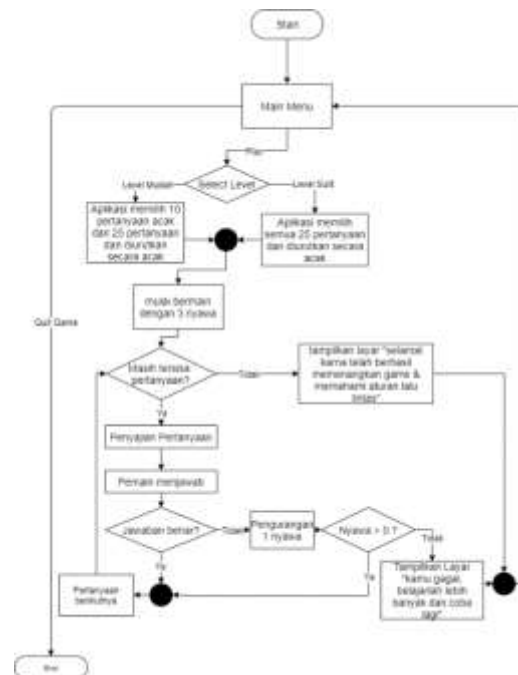 Start
Main Menu
Play
Select Level
Level Mudah
Level Sulit
Aplikasi memilih 10
pertanyaan acak
dari 25 pertanyaan
dan diurutkan
secara acak
Aplikasi memilih
semua 25 pertanyaan
dan diurutkan secara
acak
mulai bermain
dengan 3 nyawa
Quit Game
Masih tersisa
pertanyaan?
Tidak
tampilkan layar "selamat
kamu telah berhasil
memenangkan game &
memahami aturan lalu
lintas"
Ya
Penyiapan Pertanyaan
Pemain menjawab
Jawaban benar?
Tidak
Pengurangan
1 nyawa
Nyawa > 0 ?
Tidak
Ya
Ya
Pertanyaan
berikutnya
Tampilkan Layar
"kamu gagal,
belajarlah lebih
banyak dan coba
lagi"